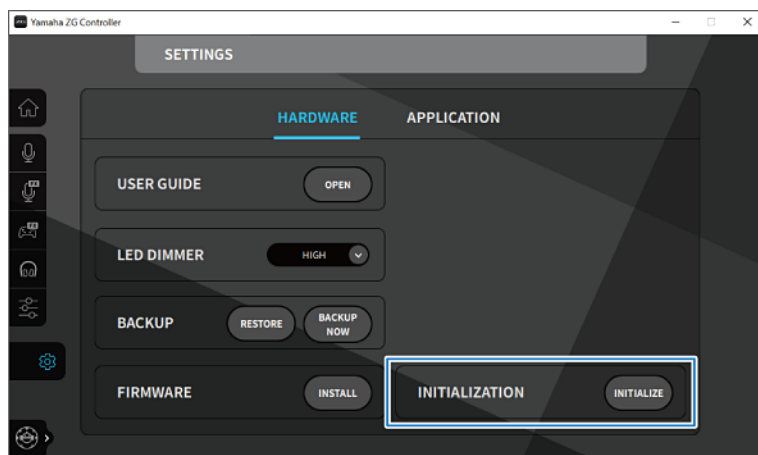 Yamaha ZG Controller
SETTINGS
HARDWARE APPLICATION
USER GUIDE OPEN
LED DIMMER HIGH
BACKUP RESTORE BACKUP
NOW
FIRMWARE INSTALL INITIALIZATION INITIALIZE